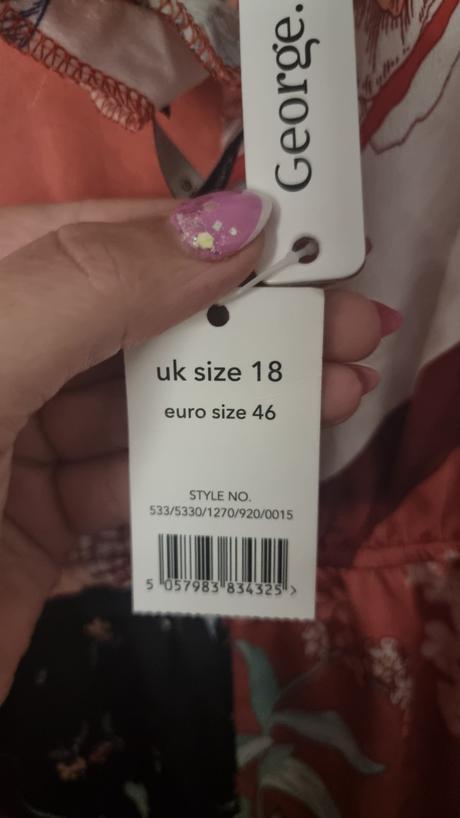 George.
uk size 18
euro size 46
STYLE NO.
533/5330/1270/920/0015
5 057983 834325 >